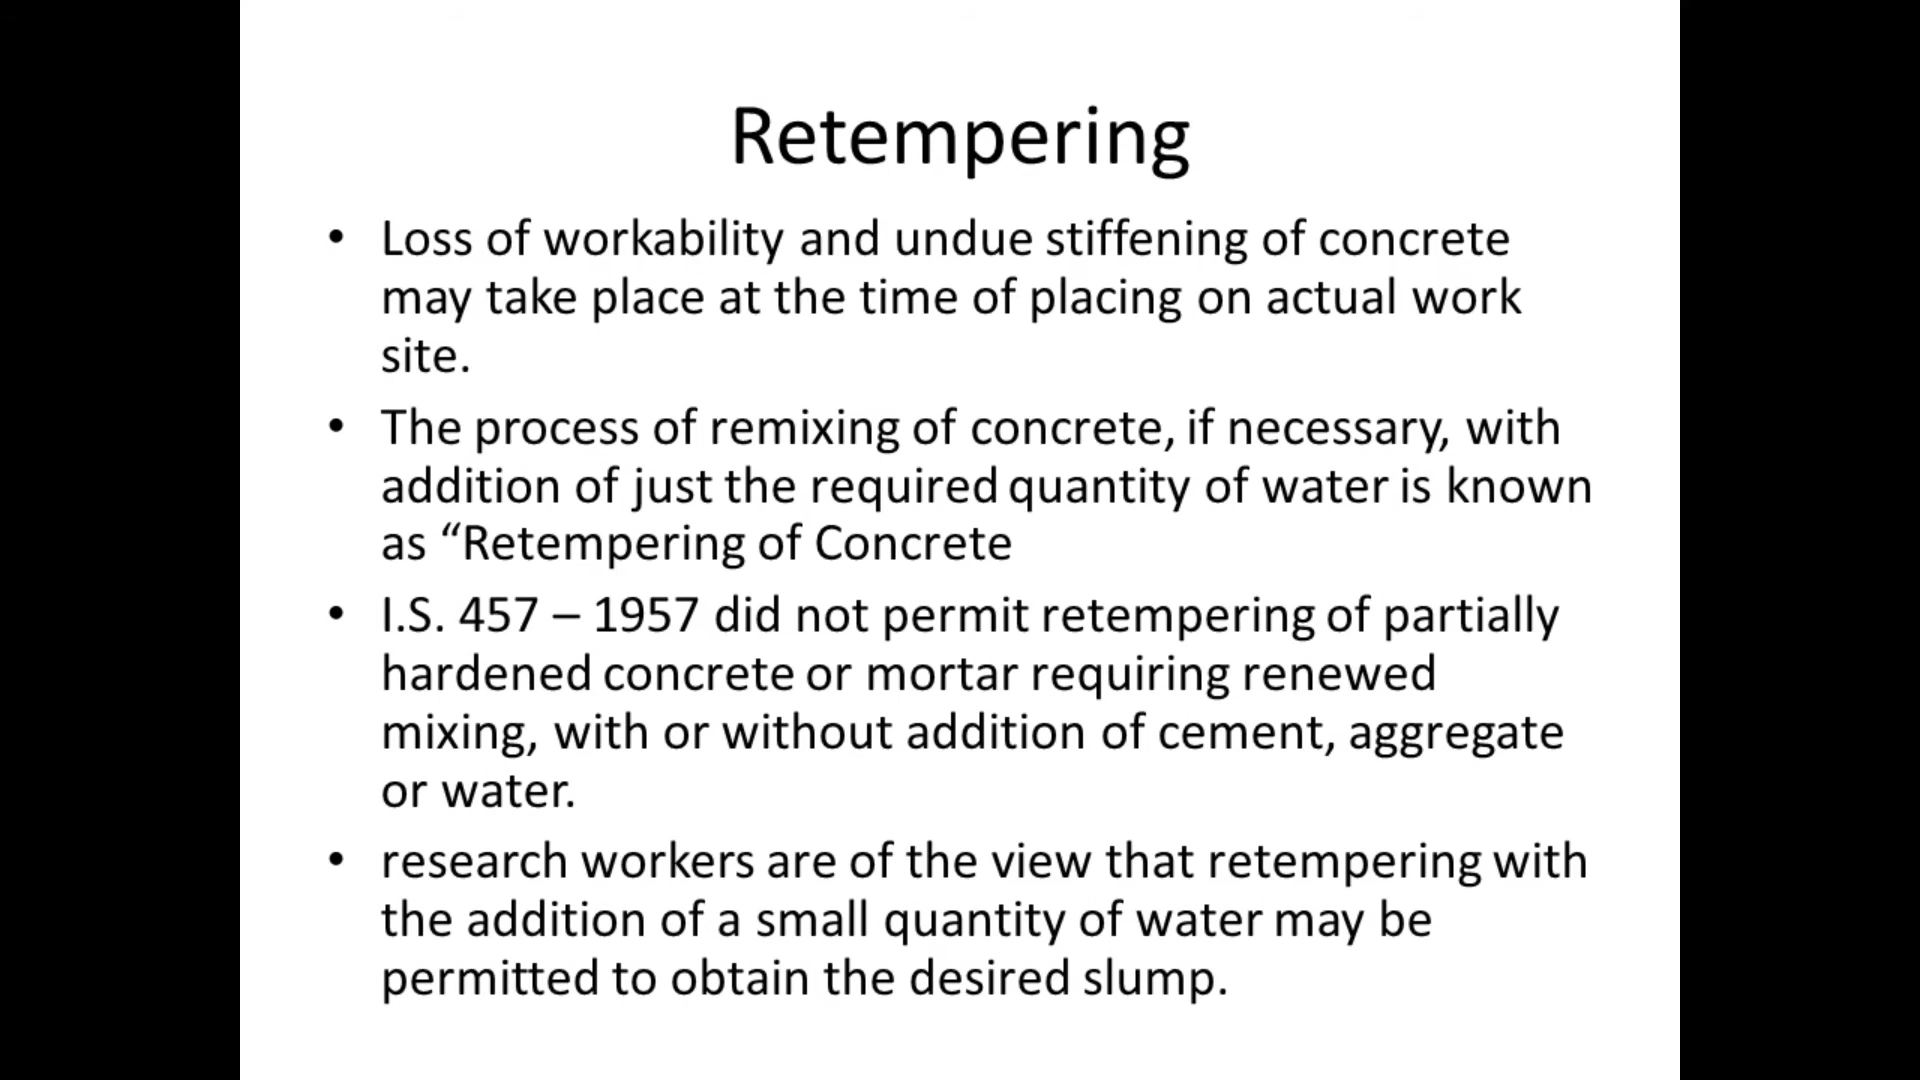 Retempering
• Loss of workability and undue stiffening of concrete
may take place at the time of placing on actual work
site.
• The process of remixing of concrete, if necessary, with
addition of just the required quantity of water is known
as “Retempering of Concrete
• I.S. 457 – 1957 did not permit retempering of partially
hardened concrete or mortar requiring renewed
mixing, with or without addition of cement, aggregate
or water.
• research workers are of the view that retempering with
the addition of a small quantity of water may be
permitted to obtain the desired slump.